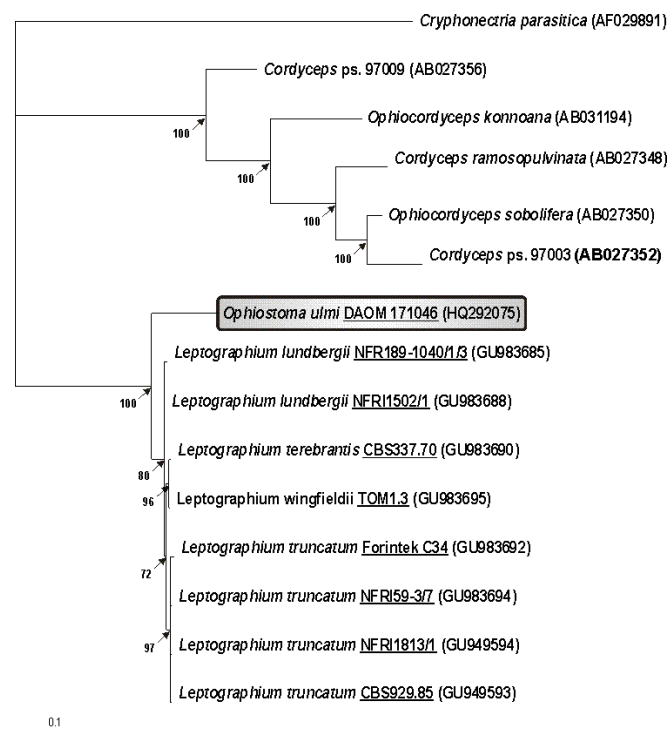 Cryphonectria parasitica (AF029891)
Cordyceps ps. 97009 (AB027356)
100
Ophiocordyceps konnoana (AB031194)
100
Cordyceps ramosopulvinata (AB027348)
100
Ophiocordyceps sobolifera (AB027350)
100
Cordyceps ps. 97003 (AB027352)
Ophiostoma ulmi DAOM 171046 (HQ292075)
Leptographium lundbergii NFR189-1040/1/3 (GU983685)
100
Leptographium lundbergii NFRI1502/1 (GU983688)
Leptographium terebrantis CBS337.70 (GU983690)
80
96
Leptographium wingfieldii TOM1.3 (GU983695)
Leptographium truncatum Forintek C34 (GU983692)
72
Leptographium truncatum NFRI59-3/7 (GU983694)
97
Leptographium truncatum NFRI1813/1 (GU949594)
Leptographium truncatum CBS929.85 (GU949593)
0.1